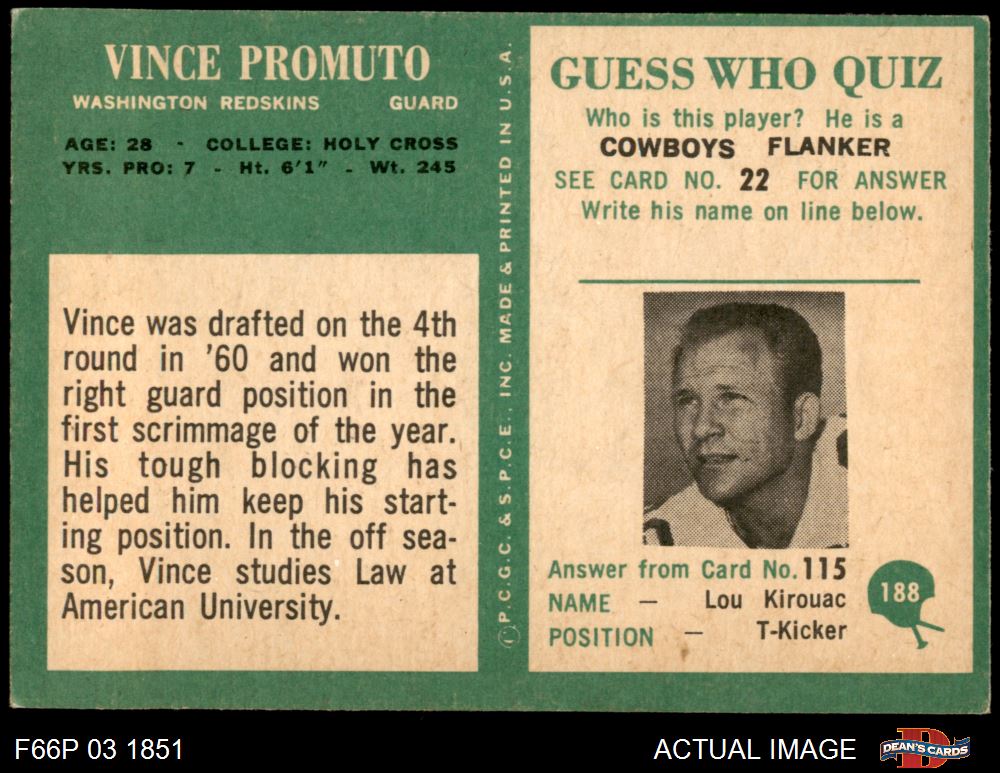 VINCE PROMUTO
WASHINGTON REDSKINS GUARD
AGE: 28 - COLLEGE: HOLY CROSS
YRS. PRO: 7 - Ht. 6'1" - Wt. 245
Vince was drafted on the 4th
round in '60 and won the
right guard position in the
first scrimmage of the year.
His tough blocking has
helped him keep his start-
ing position. In the off sea-
son, Vince studies Law at
American University.
©P.C.G.C. & S.P.C.E., INC. MADE & PRINTED IN U.S.A.
GUESS WHO QUIZ
Who is this player? He is a
COWBOYS FLANKER
SEE CARD NO. 22 FOR ANSWER
Write his name on line below.
Answer from Card No. 115
NAME — Lou Kirouac
POSITION — T-Kicker
188
F66P 03 1851
ACTUAL IMAGE
D
DEAN'S CARDS